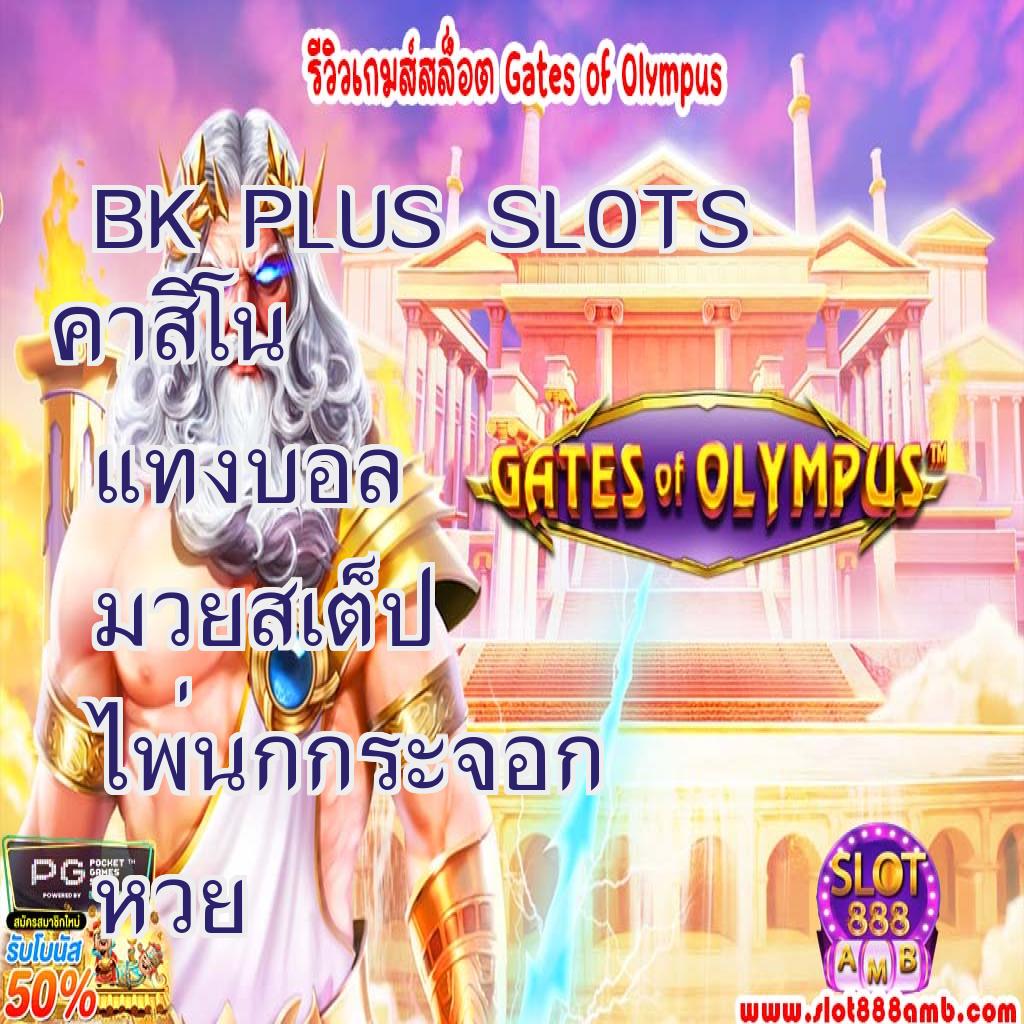 รีวิวเกมส์สล็อต Gates of Olympus
BK PLUS SLOTS
คาสิโน
แทงบอล
GATES of OLYMPUS™
มวยสเต็ป
ไพ่นกกระจอก
หวย
PG POCKET GAMES
POWERED BY
สมัครสมาชิกใหม่
รับโบนัส
50%
SLOT
888
AMB
www.slot888amb.com